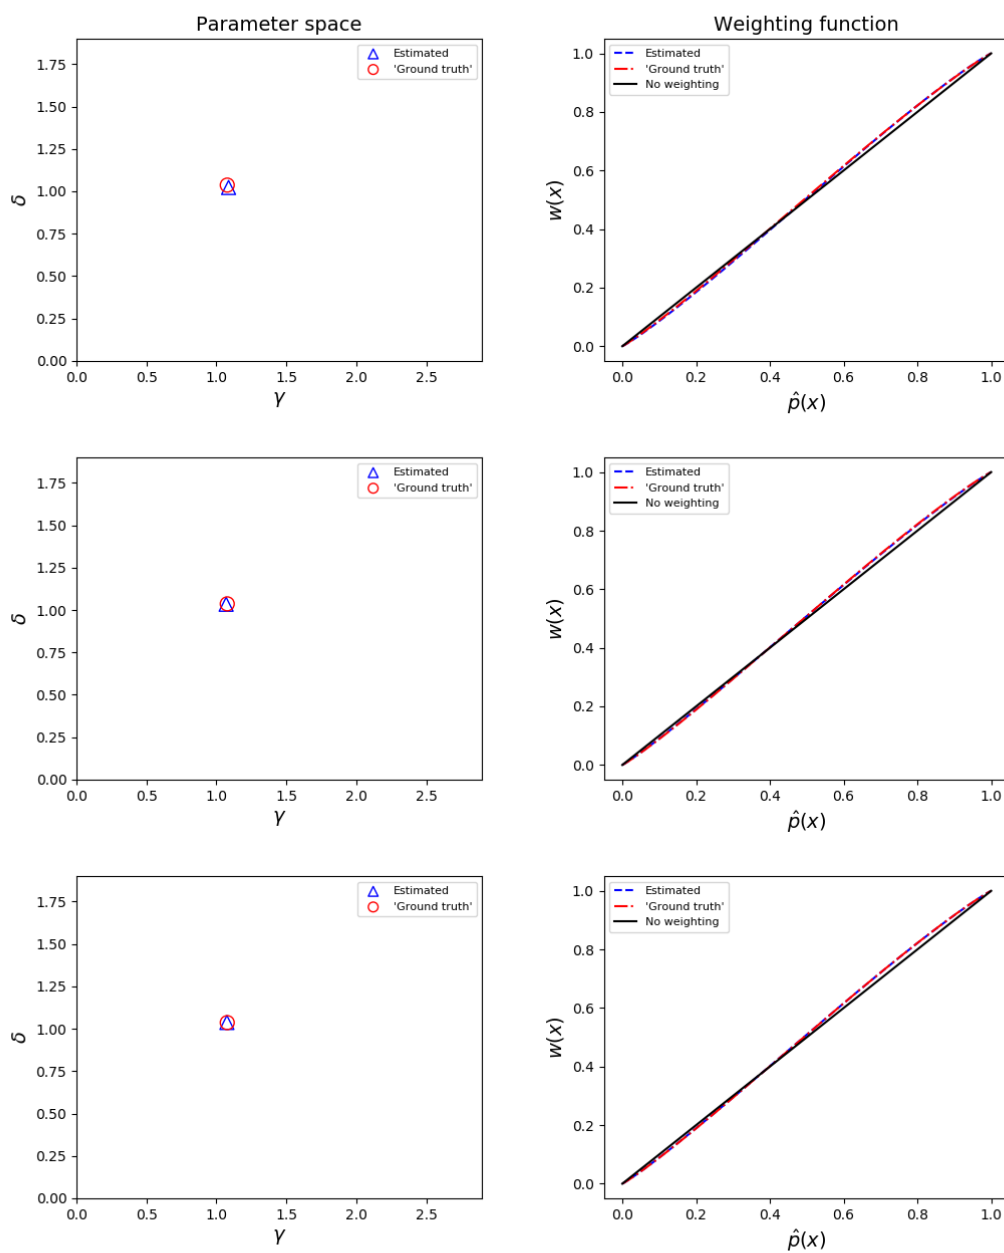 Parameter space
Estimated
'Ground truth'
1.75
1.50
1.25
1.00
0.75
0.50
0.25
0.00
δ
0.0 0.5 1.0 1.5 2.0 2.5
γ
Weighting function
Estimated
'Ground truth'
No weighting
1.0
0.8
0.6
0.4
0.2
0.0
w(x)
0.0 0.2 0.4 0.6 0.8 1.0
p̂(x)
Estimated
'Ground truth'
1.75
1.50
1.25
1.00
0.75
0.50
0.25
0.00
δ
0.0 0.5 1.0 1.5 2.0 2.5
γ
Estimated
'Ground truth'
No weighting
1.0
0.8
0.6
0.4
0.2
0.0
w(x)
0.0 0.2 0.4 0.6 0.8 1.0
p̂(x)
Estimated
'Ground truth'
1.75
1.50
1.25
1.00
0.75
0.50
0.25
0.00
δ
0.0 0.5 1.0 1.5 2.0 2.5
γ
Estimated
'Ground truth'
No weighting
1.0
0.8
0.6
0.4
0.2
0.0
w(x)
0.0 0.2 0.4 0.6 0.8 1.0
p̂(x)